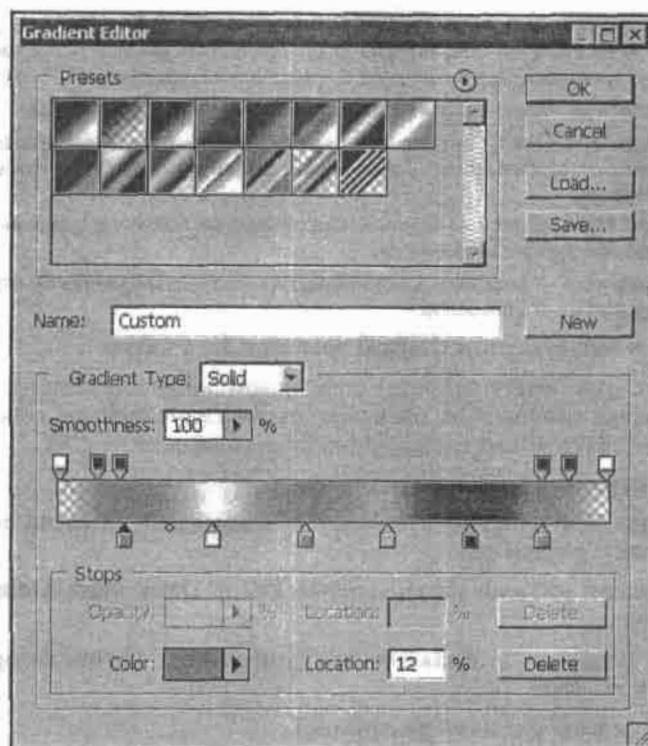 Gradient Editor
Presets
OK
Cancel
Load...
Save...
Name: Custom
New
Gradient Type: Solid
Smoothness: 100 %
Stops
Opacity: % Location: % Delete
Color: Location: 12 % Delete